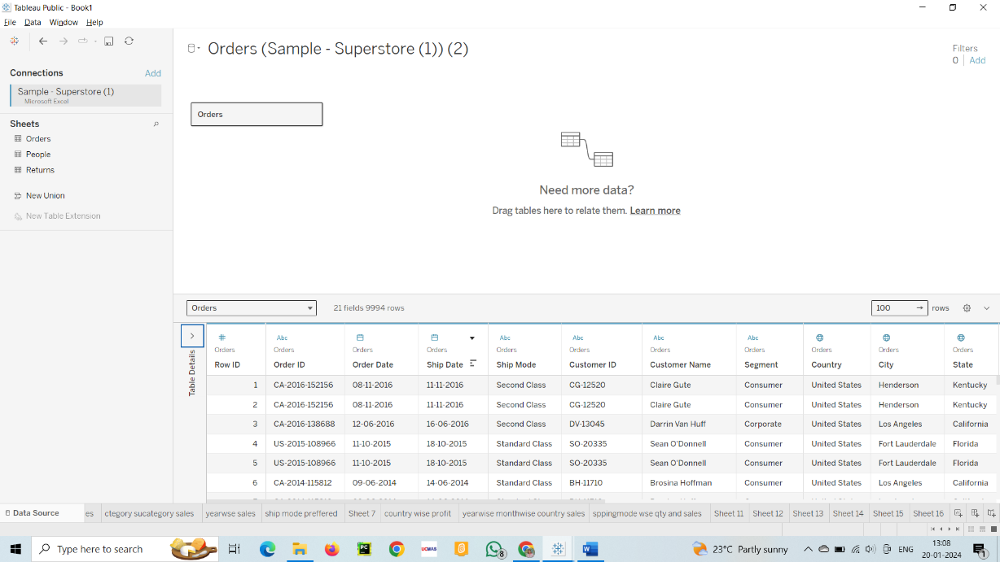 Tableau Public - Book1
File Data Window Help
Orders (Sample - Superstore (1)) (2)
Filters
0 Add
Connections Add
Sample - Superstore (1)
Microsoft Excel
Sheets
Orders
People
Returns
New Union
New Table Extension
Orders
Need more data?
Drag tables here to relate them. Learn more
Orders 21 fields 9994 rows 100 rows
Table Details
# Abc Abc Abc Abc Abc
Orders Orders Orders Orders Orders Orders Orders Orders Orders Orders Orders
Row ID Order ID Order Date Ship Date Ship Mode Customer ID Customer Name Segment Country City State
1 CA-2016-152156 08-11-2016 11-11-2016 Second Class CG-12520 Claire Gute Consumer United States Henderson Kentucky
2 CA-2016-152156 08-11-2016 11-11-2016 Second Class CG-12520 Claire Gute Consumer United States Henderson Kentucky
3 CA-2016-138688 12-06-2016 16-06-2016 Second Class DV-13045 Darrin Van Huff Corporate United States Los Angeles California
4 US-2015-108966 11-10-2015 18-10-2015 Standard Class SO-20335 Sean O'Donnell Consumer United States Fort Lauderdale Florida
5 US-2015-108966 11-10-2015 18-10-2015 Standard Class SO-20335 Sean O'Donnell Consumer United States Fort Lauderdale Florida
6 CA-2014-115812 09-06-2014 14-06-2014 Standard Class BH-11710 Brosina Hoffman Consumer United States Los Angeles California
Data Source es ctegory sucategory sales yearwse sales ship mode preffered Sheet 7 country wise profit yearwise monthwise country sales sppingmode wse qty and sales Sheet 11 Sheet 12 Sheet 13 Sheet 14 Sheet 15 Sheet 16
Type here to search UCMAS 8 23°C Partly sunny ENG 13:08
20-01-2024 1